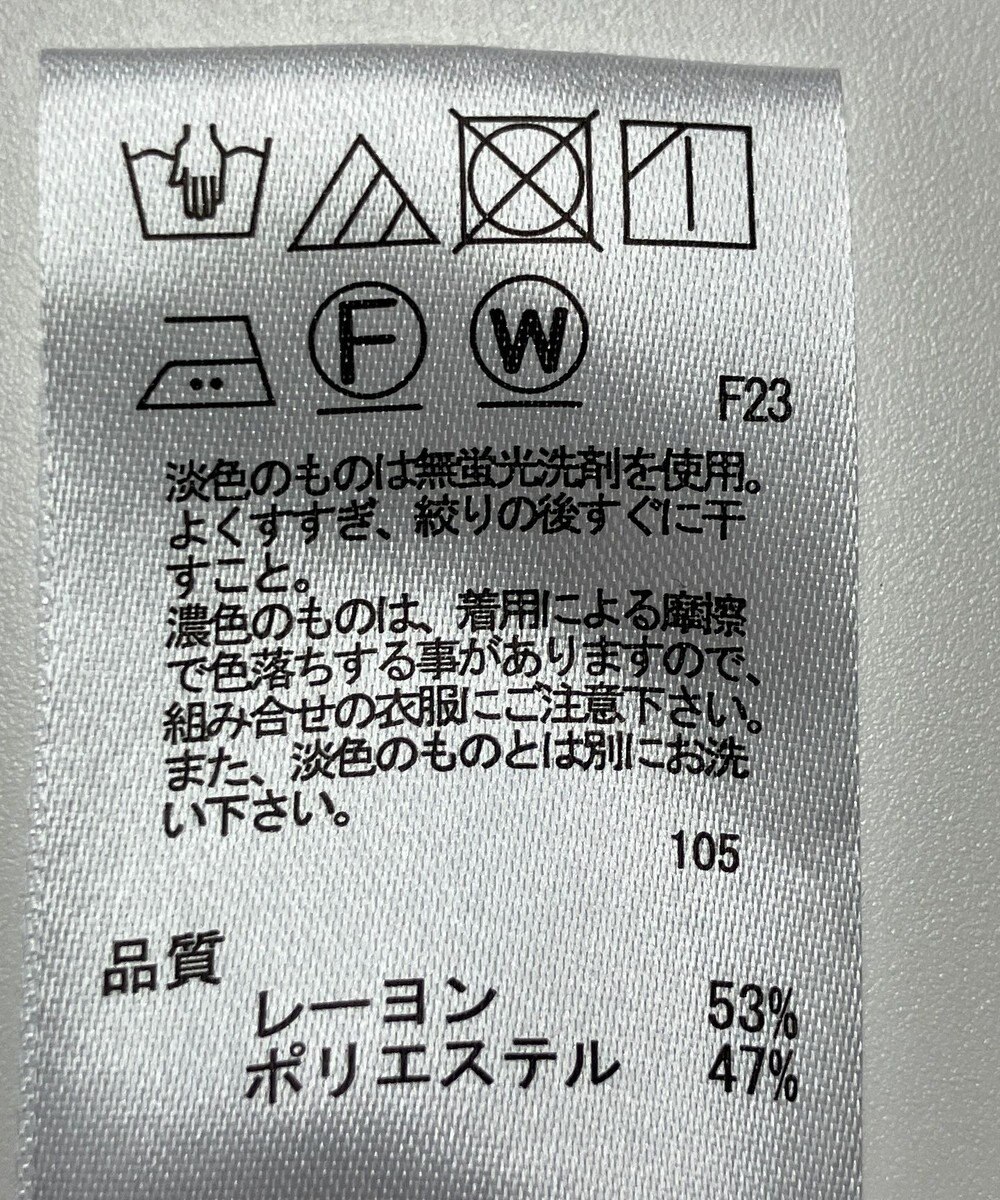 F
W
F23
淡色のものは無蛍光洗剤を使用。
よくすすぎ、絞りの後すぐに干
すこと。
濃色のものは、着用による摩擦
で色落ちする事がありますので、
組み合せの衣服にご注意下さい。
また、淡色のものとは別にお洗
い下さい。
105
品質
レーヨン 53%
ポリエステル 47%